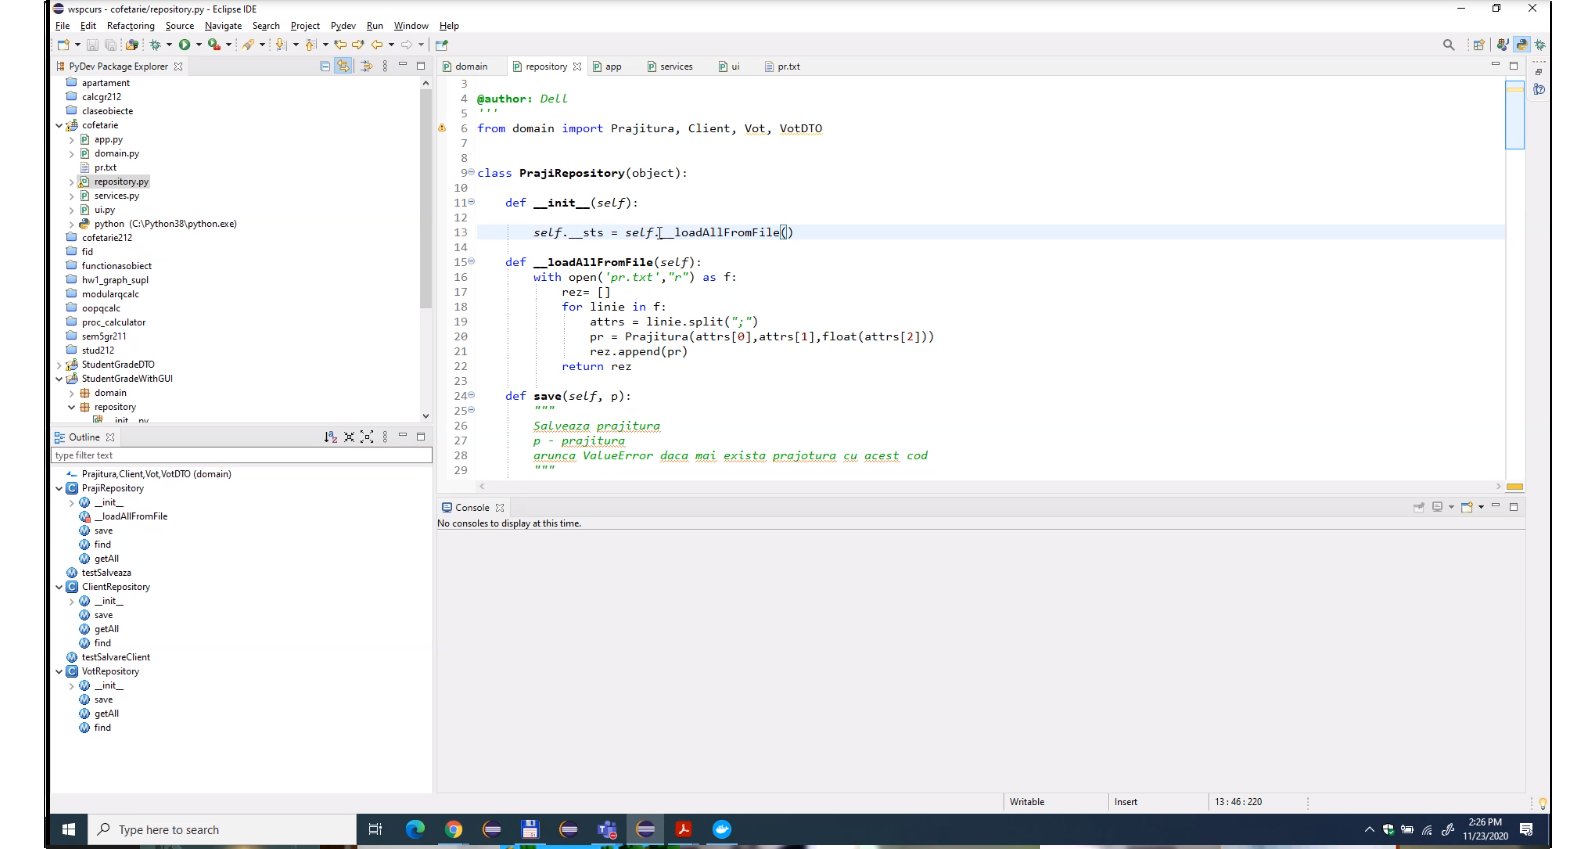 wspcurs - cofetarie/repository.py - Eclipse IDE
File Edit Refactoring Source Navigate Search Project Pydev Run Window Help
PyDev Package Explorer
apartament
calcgr212
claseobiecte
cofetarie
app.py
domain.py
pr.txt
repository.py
services.py
ui.py
python (C:\Python38\python.exe)
cofetarie212
fid
functionasobiect
hw1_graph_supl
modularqcalc
oopqcalc
proc_calculator
sem5gr211
stud212
StudentGradeDTO
StudentGradeWithGUI
domain
repository
__init__.py
Outline
type filter text
Prajitura,Client,Vot,VotDTO (domain)
PrajiRepository
__init__
__loadAllFromFile
save
find
getAll
testSalveaza
ClientRepository
__init__
save
getAll
find
testSalvareClient
VotRepository
__init__
save
getAll
find
domain repository app services ui pr.txt
3
4 @author: Dell
5 '''
6 from domain import Prajitura, Client, Vot, VotDTO
7
8
9 class PrajiRepository(object):
10
11 def __init__(self):
12
13 self.__sts = self.__loadAllFromFile()
14
15 def __loadAllFromFile(self):
16 with open('pr.txt',"r") as f:
17 rez= []
18 for linie in f:
19 attrs = linie.split(";")
20 pr = Prajitura(attrs[0],attrs[1],float(attrs[2]))
21 rez.append(pr)
22 return rez
23
24 def save(self, p):
25 """
26 Salveaza prajitura
27 p - prajitura
28 arunca ValueError daca mai exista prajotura cu acest cod
29 """
Console
No consoles to display at this time.
Writable Insert 13 : 46 : 220
Type here to search
2:26 PM
11/23/2020